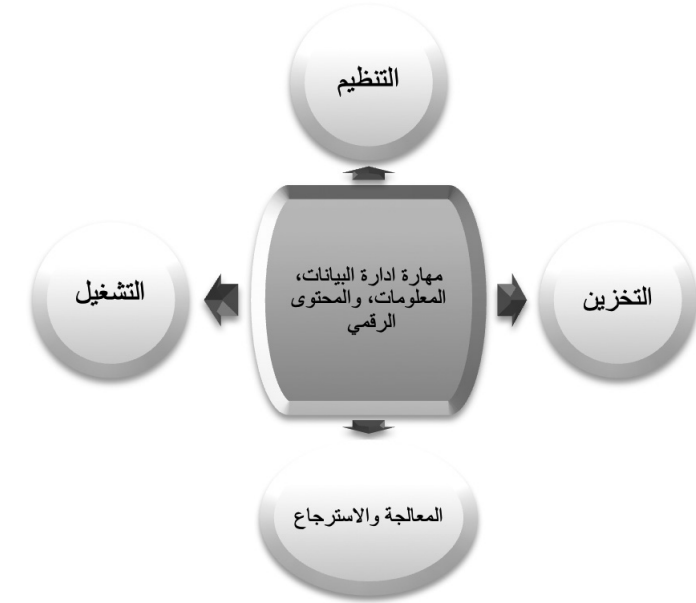 التنظيم
مهارة ادارة البيانات،
المعلومات، والمحتوى
الرقمي
التخزين
التشغيل
المعالجة والاسترجاع